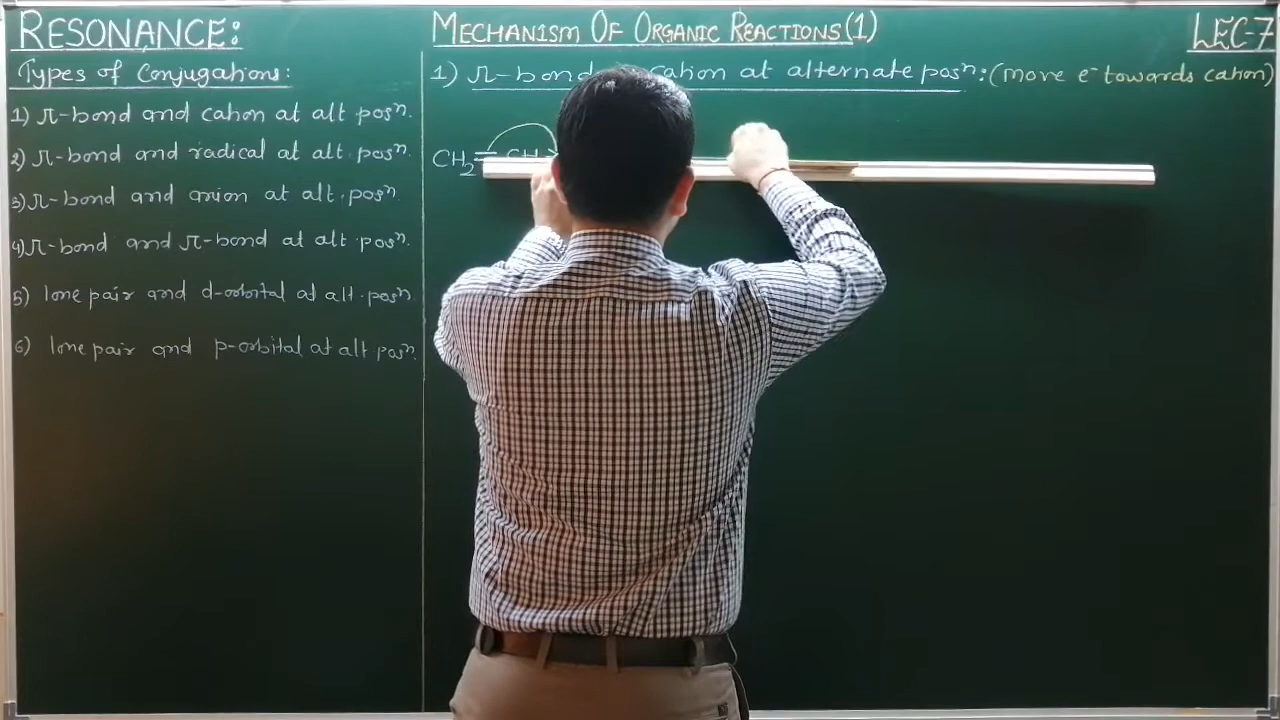 RESONANCE:
Types of Conjugations:
1) π-bond and cation at alt posⁿ.
2) π-bond and radical at alt. posⁿ.
3) π-bond and anion at alt. posⁿ
4) π-bond and π-bond at alt posⁿ.
5) lone pair and d-orbital at alt. posⁿ
6) lone pair and p-orbital at alt posⁿ.
MECHANISM OF ORGANIC REACTIONS(1)
LEC-7
1) π-bond cation at alternate posⁿ: (move e⁻ towards cation)
CH₂= CH